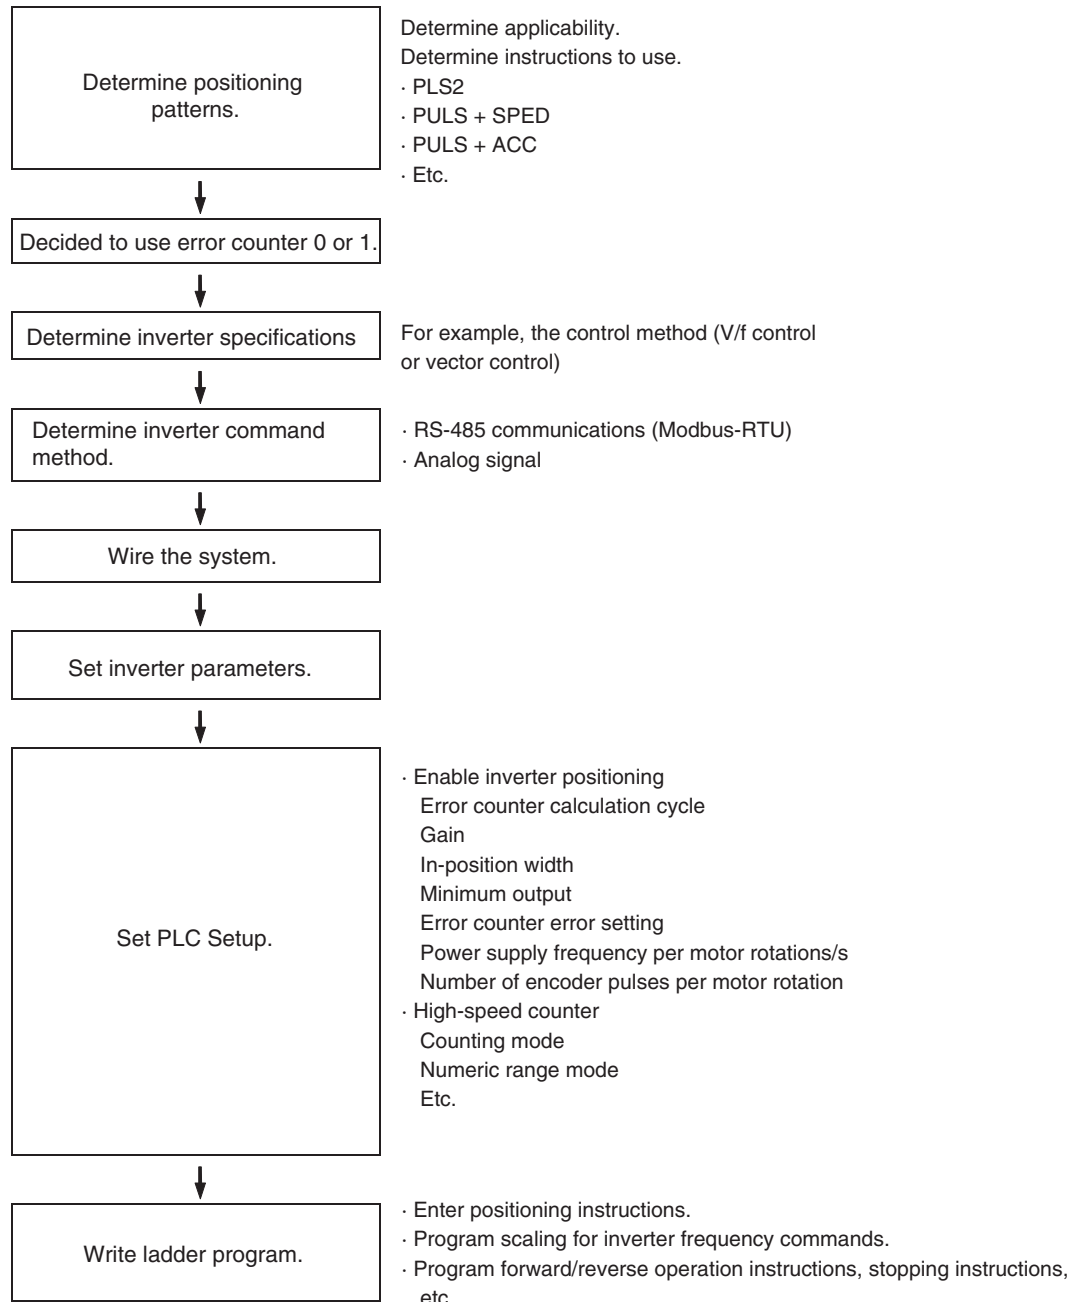 Determine positioning
patterns.
Determine applicability.
Determine instructions to use.
· PLS2
· PULS + SPED
· PULS + ACC
· Etc.
Decided to use error counter 0 or 1.
Determine inverter specifications
For example, the control method (V/f control
or vector control)
Determine inverter command
method.
· RS-485 communications (Modbus-RTU)
· Analog signal
Wire the system.
Set inverter parameters.
Set PLC Setup.
· Enable inverter positioning
Error counter calculation cycle
Gain
In-position width
Minimum output
Error counter error setting
Power supply frequency per motor rotations/s
Number of encoder pulses per motor rotation
· High-speed counter
Counting mode
Numeric range mode
Etc.
Write ladder program.
· Enter positioning instructions.
· Program scaling for inverter frequency commands.
· Program forward/reverse operation instructions, stopping instructions,
etc